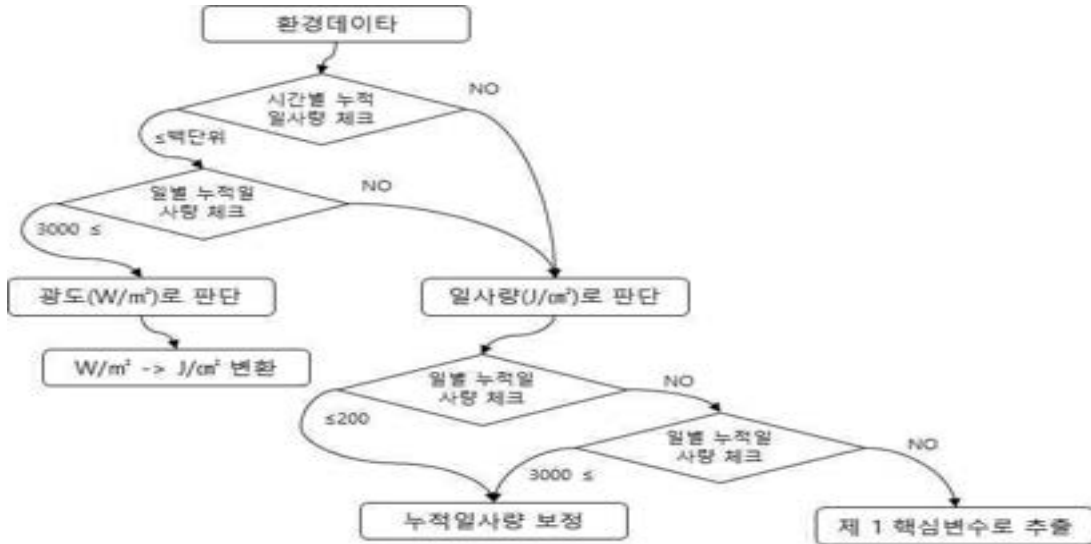 환경데이타
시간별 누적
일사량 체크
NO
≤백단위
일별 누적일
사량 체크
NO
3000 ≤
광도(W/m²)로 판단
일사량(J/㎠)로 판단
W/m² -> J/㎠ 변환
일별 누적일
사량 체크
NO
≤200
일별 누적일
사량 체크
NO
3000 ≤
누적일사량 보정
제 1 핵심변수로 추출